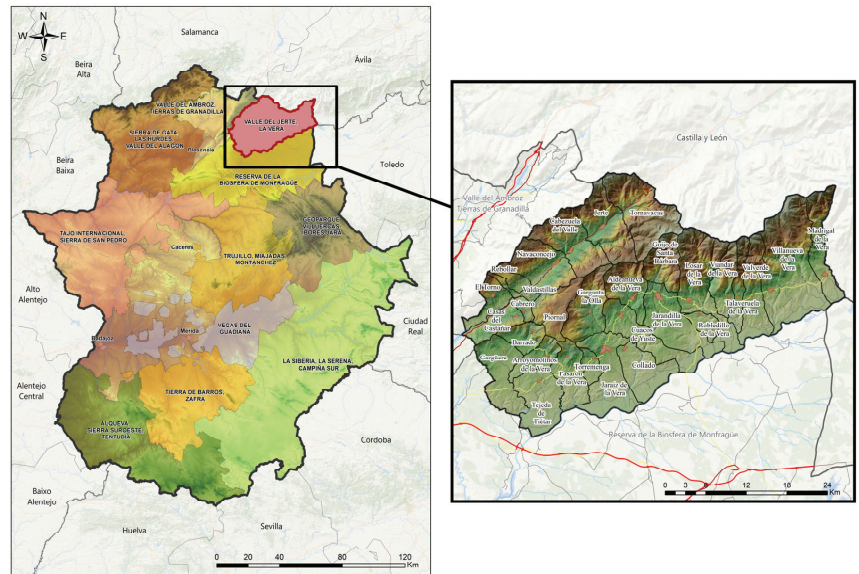 N
W
E
S
Salamanca
Ávila
Beira
Alta
VALLE DEL AMBROZ,
TIERRAS DE GRANADILLA
VALLE DEL JERTE,
LA VERA
SIERRA DE GATA,
LAS HURDES,
VALLE DEL ALAGÓN
Plasencia
Beira
Baixa
Toledo
RESERVA DE LA
BIOSFERA DE MONFRAGÜE
GEOPARQUE,
VILLUERCAS,
IBORES, JARA
TAJO INTERNACIONAL,
SIERRA DE SAN PEDRO
Cáceres
TRUJILLO, MIAJADAS,
MONTÁNCHEZ
Alto
Alentejo
Ciudad
Real
Badajoz
Mérida
VEGAS DEL
GUADIANA
LA SIBERIA, LA SERENA,
CAMPIÑA SUR
Alentejo
Central
TIERRA DE BARROS,
ZAFRA
ALQUEVA,
SIERRA SUROESTE,
TENTUDÍA
Cordoba
Baixo
Alentejo
Huelva
Sevilla
0 20 40 80 120
Km
Castilla y León
Valle del Ambroz
Tierras de Granadilla
Cabezuela
del Valle
Jerte
Tornavacas
Madrigal
de la
Vera
Navaconcejo
Guijo de
Santa
Bárbara
Villanueva
de la
Vera
Rebollar
Losar
de la
Vera
Viandar
de la
Vera
Valverde
de la
Vera
El Torno
Valdastillas
Aldeanueva
de la Vera
Garganta
la Olla
Cabrero
Talaveruela
de la Vera
Casas
del
Castañar
Piornal
Jarandilla
de la Vera
Robledillo
de la Vera
Cuacos
de Yuste
Barrado
Gargüera
Arroyomolinos
de la Vera
Torremenga
Collado
Pasarón
de la Vera
Jaraíz de
la Vera
Tejeda
de
Tiétar
Reserva de la Biosfera de Monfragüe
0 3 6 12 18 24
Km